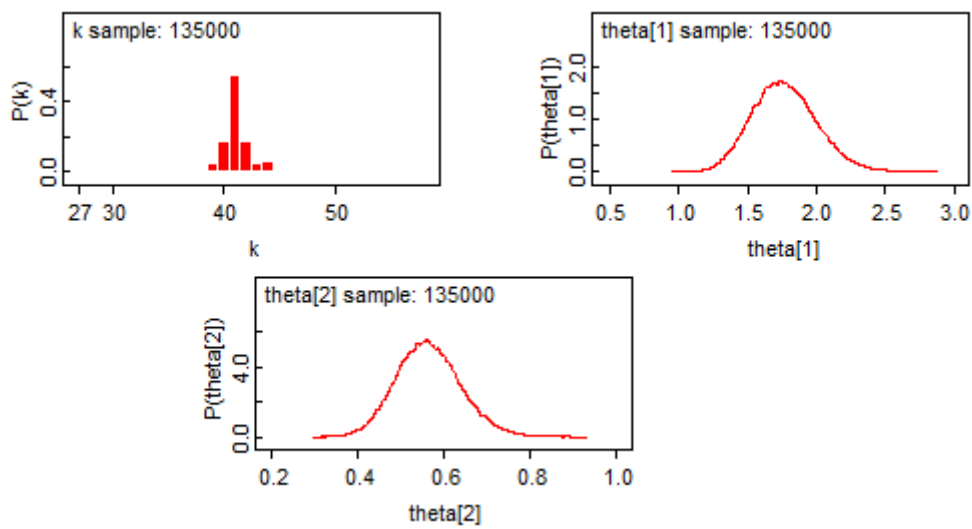 k sample: 135000
P(k)
0.4
0.0
27 30 40 50
k
theta[1] sample: 135000
P(theta[1])
2.0
1.0
0.0
0.5 1.0 1.5 2.0 2.5 3.0
theta[1]
theta[2] sample: 135000
P(theta[2])
4.0
0.0
0.2 0.4 0.6 0.8 1.0
theta[2]